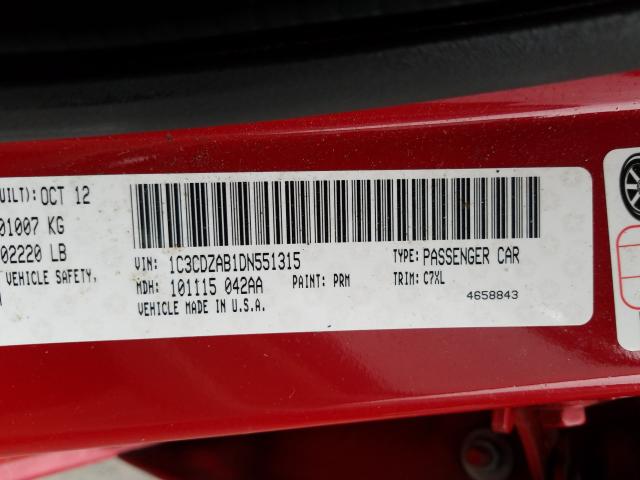 UILT): OCT 12
01007 KG
02220 LB
VEHICLE SAFETY,
VIN: 1C3CDZAB1DN551315 TYPE: PASSENGER CAR
MDH: 101115 042AA PAINT: PRM TRIM: C7XL
VEHICLE MADE IN U.S.A. 4658843